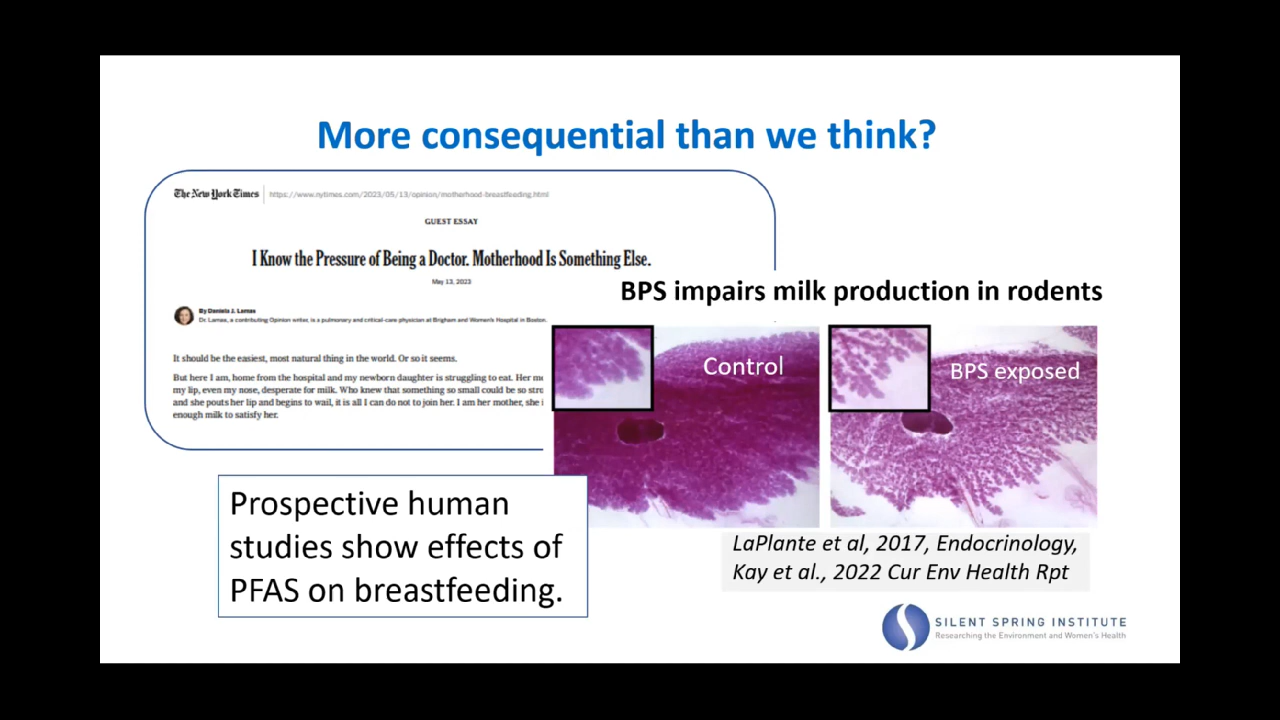 More consequential than we think?
The New York Times
https://www.nytimes.com/2023/05/13/opinion/motherhood-breastfeeding.html
GUEST ESSAY
I Know the Pressure of Being a Doctor. Motherhood Is Something Else.
May 13, 2023
By Daniela J. Lamas
Dr. Lamas, a contributing Opinion writer, is a pulmonary and critical-care physician at Brigham and Women's Hospital in Boston.
It should be the easiest, most natural thing in the world. Or so it seems.
But here I am, home from the hospital and my newborn daughter is struggling to eat. Her
my lip, even my nose, desperate for milk. Who knew that something so small could be so
and she pouts her lip and begins to wail, it is all I can do not to join her. I am her mother, she
enough milk to satisfy her.
BPS impairs milk production in rodents
Control
BPS exposed
Prospective human
studies show effects of
PFAS on breastfeeding.
LaPlante et al, 2017, Endocrinology,
Kay et al., 2022 Cur Env Health Rpt
SILENT SPRING INSTITUTE
Researching the Environment and Women's Health